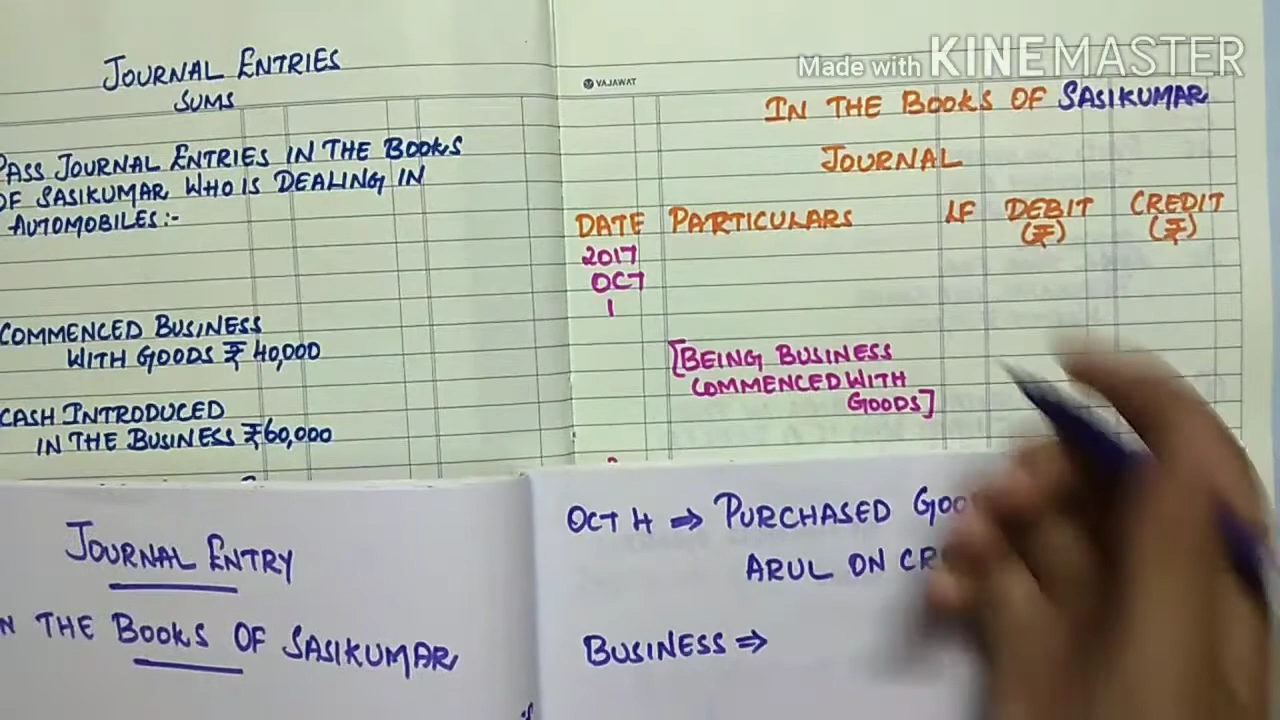 JOURNAL ENTRIES
SUMS
PASS JOURNAL ENTRIES IN THE BOOKS
OF SASIKUMAR WHO IS DEALING IN
AUTOMOBILES:-
COMMENCED BUSINESS
WITH GOODS ₹ 40,000
CASH INTRODUCED
IN THE BUSINESS ₹60,000
Made with KINEMASTER
VAJAWAT
IN THE BOOKS OF SASIKUMAR
JOURNAL
DATE PARTICULARS LF DEBIT (₹) CREDIT (₹)
2017
OCT
1
[BEING BUSINESS
COMMENCED WITH
GOODS]
JOURNAL ENTRY
IN THE BOOKS OF SASIKUMAR
OCT 4 ⇒ PURCHASED
ARUL ON
BUSINESS ⇒